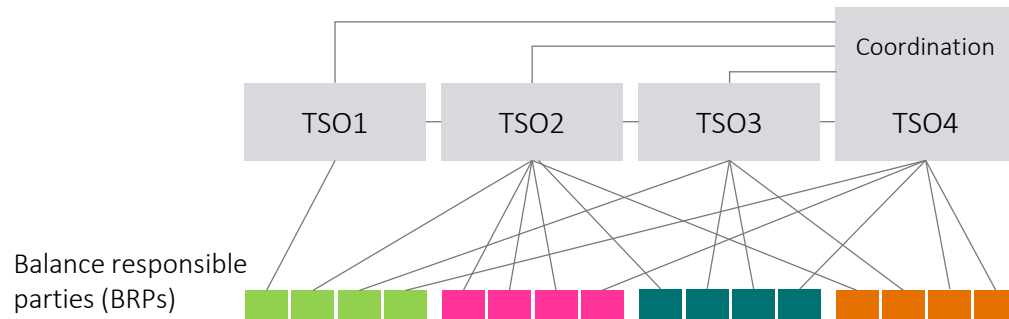 Coordination
TSO1
TSO2
TSO3
TSO4
Balance responsible
parties (BRPs)